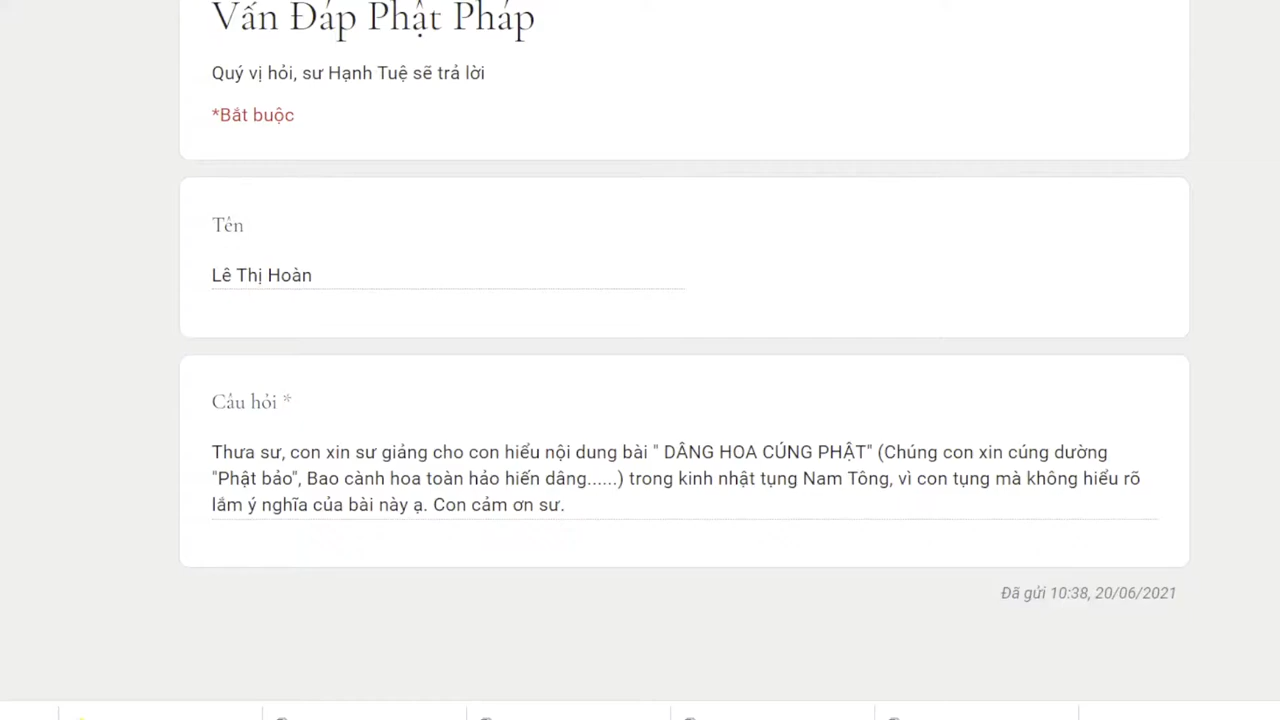 Vấn Đáp Phật Pháp
Quý vị hỏi, sư Hạnh Tuệ sẽ trả lời
*Bắt buộc
Tên
Lê Thị Hoàn
Câu hỏi *
Thưa sư, con xin sư giảng cho con hiểu nội dung bài " DÂNG HOA CÚNG PHẬT" (Chúng con xin cúng dường
"Phật bảo", Bao cành hoa toàn hảo hiến dâng......) trong kinh nhật tụng Nam Tông, vì con tụng mà không hiểu rõ
lắm ý nghĩa của bài này ạ. Con cảm ơn sư.
Đã gửi 10:38, 20/06/2021